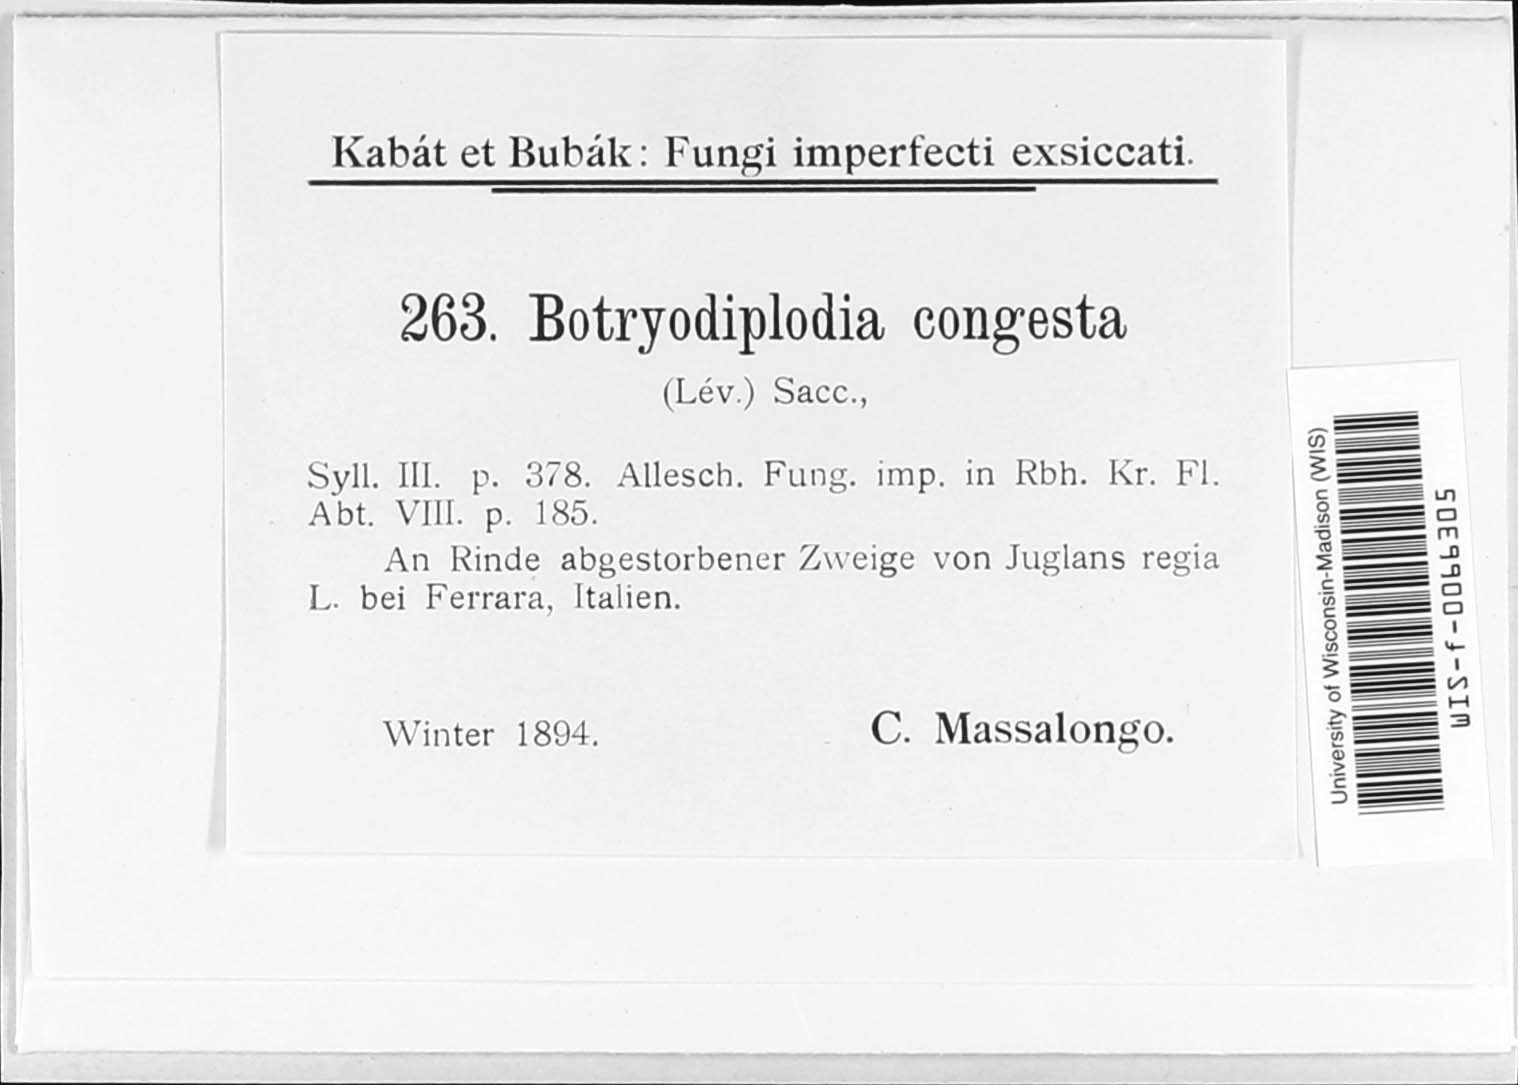 Kabát et Bubák: Fungi imperfecti exsiccati.
263. Botryodiplodia congesta
(Lév.) Sacc.,
Syll. III. p. 378. Allesch. Fung. imp. in Rbh. Kr. Fl.
Abt. VIII. p. 185.
An Rinde abgestorbener Zweige von Juglans regia
L. bei Ferrara, Italien.
Winter 1894.
C. Massalongo.
University of Wisconsin-Madison (WIS)
WIS-f-0066305